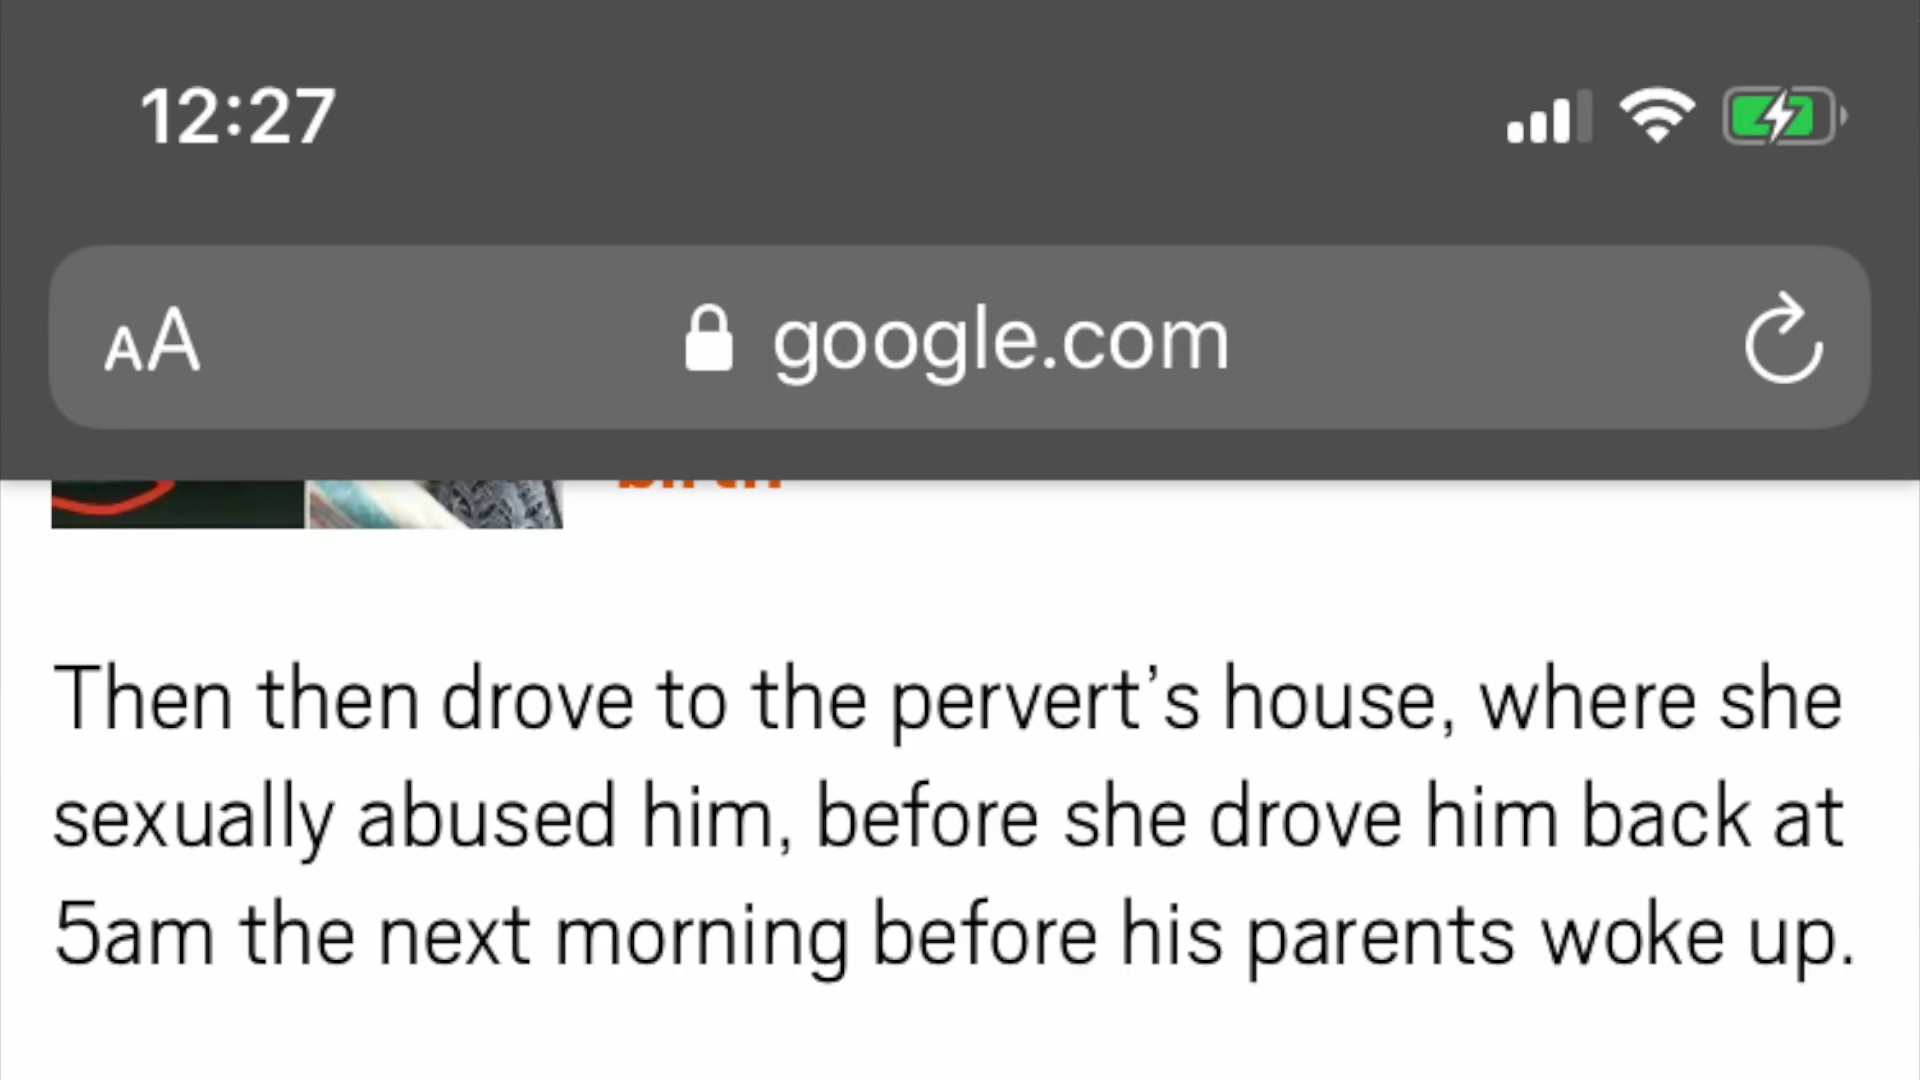 12:27
AA
google.com
birth
Then then drove to the pervert's house, where she
sexually abused him, before she drove him back at
5am the next morning before his parents woke up.